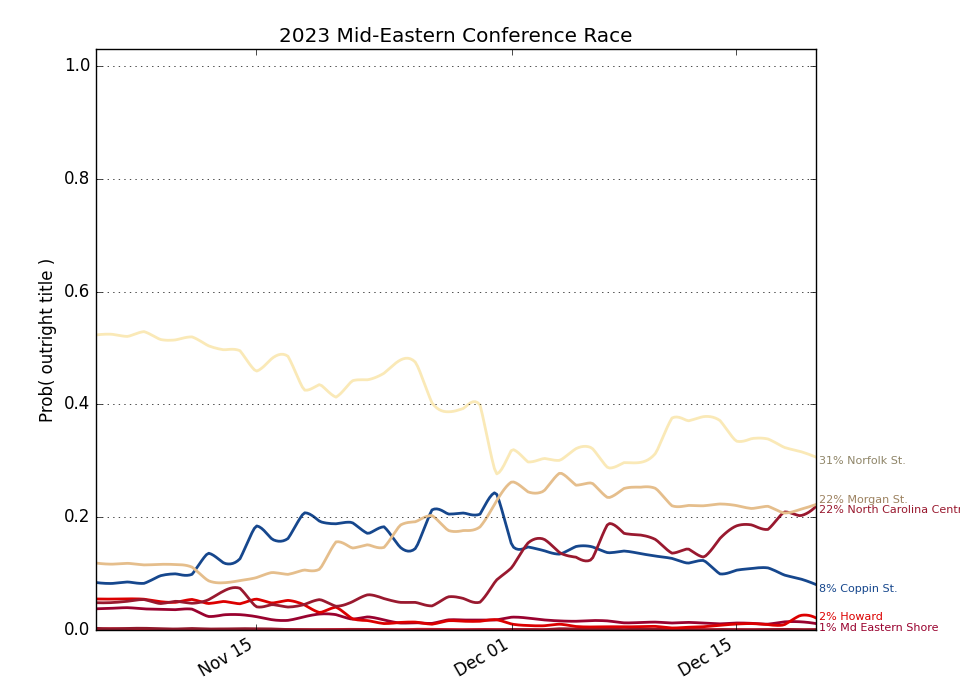 2023 Mid-Eastern Conference Race
1.0
0.8
0.6
0.4
0.2
0.0
Prob( outright title )
Nov 15
Dec 01
Dec 15
31% Norfolk St.
22% Morgan St.
22% North Carolina Centr
8% Coppin St.
2% Howard
1% Md Eastern Shore